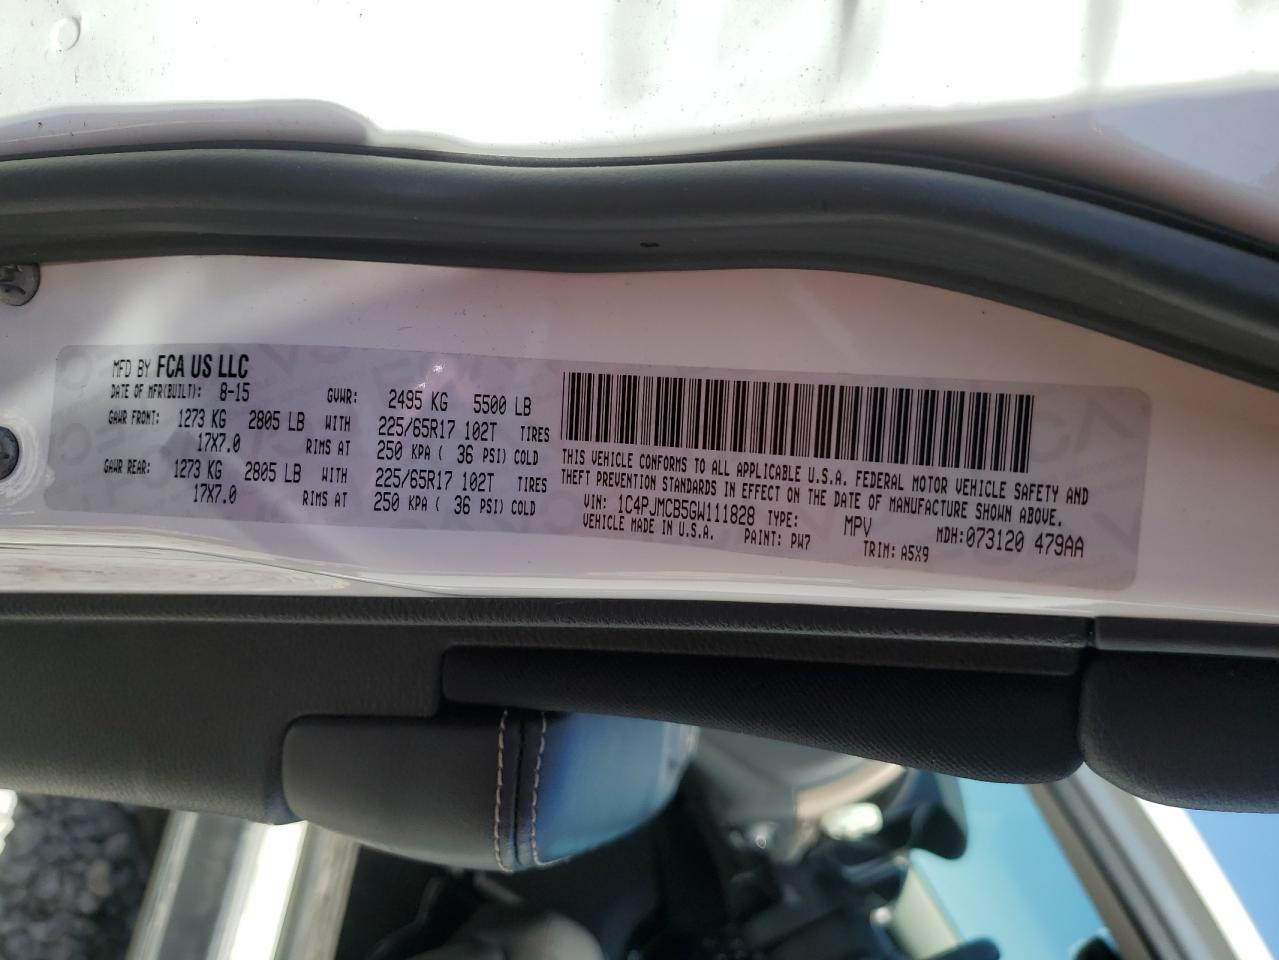 MFD BY FCA US LLC
DATE OF MFR(BUILT): 8-15 GVWR: 2495 KG 5500 LB
GAWR FRONT: 1273 KG 2805 LB WITH 225/65R17 102T TIRES
17X7.0 RIMS AT 250 KPA ( 36 PSI) COLD
GAWR REAR: 1273 KG 2805 LB WITH 225/65R17 102T TIRES
17X7.0 RIMS AT 250 KPA ( 36 PSI) COLD
THIS VEHICLE CONFORMS TO ALL APPLICABLE U.S.A. FEDERAL MOTOR VEHICLE SAFETY AND
THEFT PREVENTION STANDARDS IN EFFECT ON THE DATE OF MANUFACTURE SHOWN ABOVE.
VIN: 1C4PJMCB5GW111828 TYPE: MPV MDH:073120 479AA
VEHICLE MADE IN U.S.A. PAINT: PW7 TRIM: A5X9